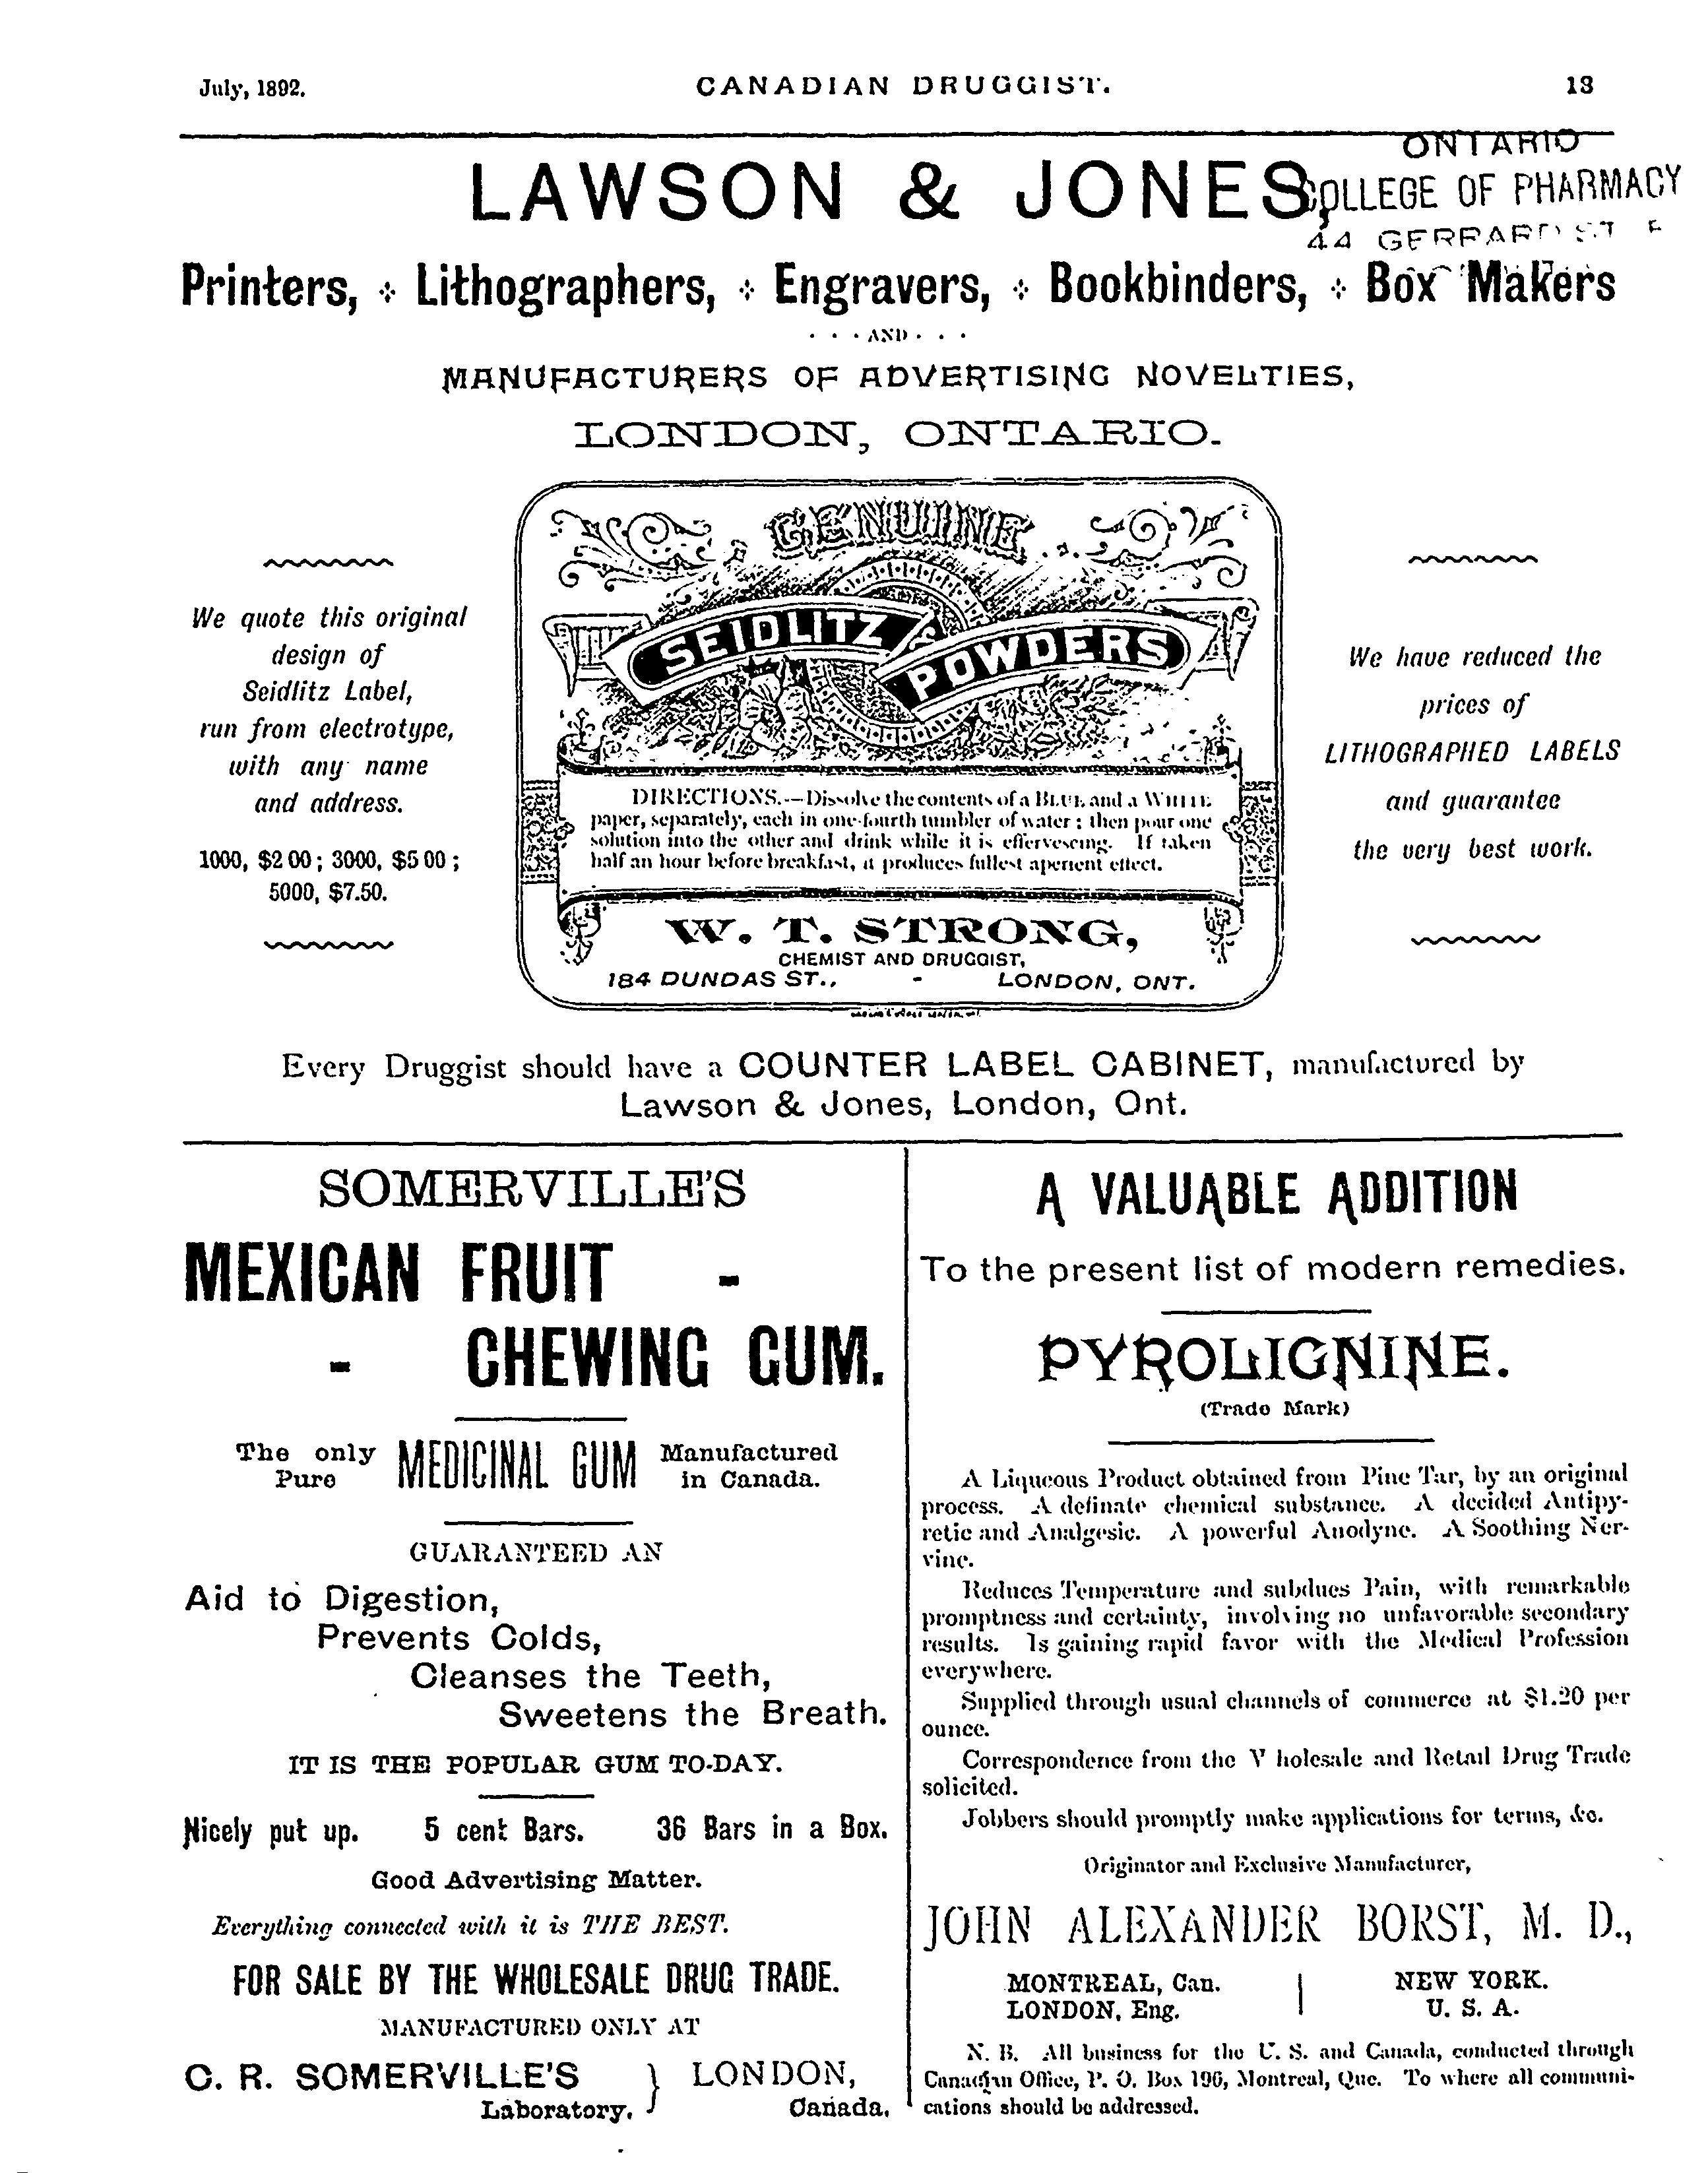 July, 1892.
CANADIAN DRUGGIST.
13
ONTARIO
COLLEGE OF PHARMACY
44 GERRARD ST. E
LAWSON & JONES,
Printers, Lithographers, Engravers, Bookbinders, Box Makers
· · · AND · · ·
MANUFACTURERS OF ADVERTISING NOVELTIES,
LONDON, ONTARIO.
We quote this original
design of
Seidlitz Label,
run from electrotype,
with any name
and address.
1000, $2 00; 3000, $5 00;
5000, $7.50.
GENUINE
SEIDLITZ
POWDERS
DIRECTIONS.—Dissolve the contents of a BLUE and a WHITE
paper, separately, each in one-fourth tumbler of water; then pour one
solution into the other and drink while it is effervescing. If taken
half an hour before breakfast, it produces fullest aperient effect.
W. T. STRONG,
CHEMIST AND DRUGGIST,
184 DUNDAS ST., - LONDON, ONT.
We have reduced the
prices of
LITHOGRAPHED LABELS
and guarantee
the very best work.
Every Druggist should have a COUNTER LABEL CABINET, manufactured by
Lawson & Jones, London, Ont.
SOMERVILLE'S
MEXICAN FRUIT -
- CHEWING GUM.
The only Pure MEDICINAL GUM Manufactured in Canada.
GUARANTEED AN
Aid to Digestion,
Prevents Colds,
Cleanses the Teeth,
Sweetens the Breath.
IT IS THE POPULAR GUM TO-DAY.
Nicely put up. 5 cent Bars. 36 Bars in a Box.
Good Advertising Matter.
Everything connected with it is THE BEST.
FOR SALE BY THE WHOLESALE DRUG TRADE.
MANUFACTURED ONLY AT
C. R. SOMERVILLE'S } LONDON,
Laboratory, Canada.
A VALUABLE ADDITION
To the present list of modern remedies.
PYROLIGNINE.
(Trade Mark)
A Liqueous Product obtained from Pine Tar, by an original
process. A definate chemical substance. A decided Antipy-
retic and Analgesic. A powerful Anodyne. A Soothing Ner-
vine.
Reduces Temperature and subdues Pain, with remarkable
promptness and certainty, involving no unfavorable secondary
results. Is gaining rapid favor with the Medical Profession
everywhere.
Supplied through usual channels of commerce at $1.20 per
ounce.
Correspondence from the Wholesale and Retail Drug Trade
solicited.
Jobbers should promptly make applications for terms, &c.
Originator and Exclusive Manufacturer,
JOHN ALEXANDER BORST, M. D.,
MONTREAL, Can. | NEW YORK.
LONDON, Eng. | U. S. A.
N. B. All business for the U. S. and Canada, conducted through
Canadian Office, P. O. Box 196, Montreal, Que. To where all communi-
cations should be addressed.